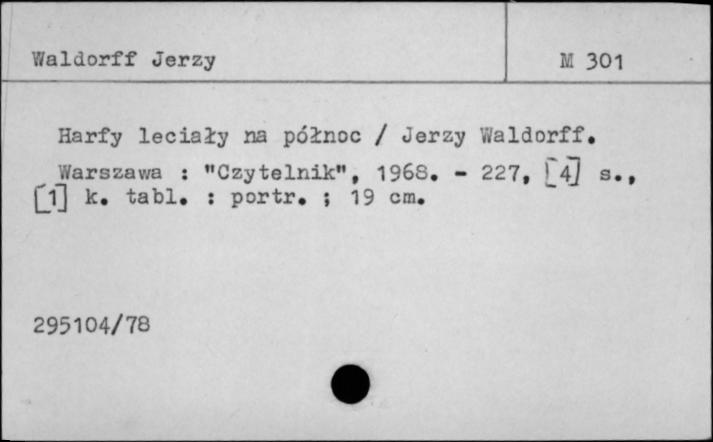 Waldorff Jerzy
M 301
Harfy leciały na północ / Jerzy Waldorff.
Warszawa : "Czytelnik", 1968. - 227, [4] s.,
[1] k. tabl. : portr. ; 19 cm.
295104/78